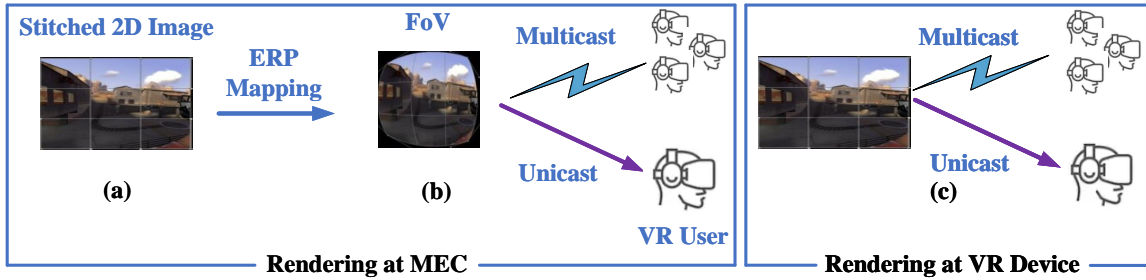 Stitched 2D Image
FoV
ERP
Mapping
Multicast
Unicast
(a)
(b)
VR User
Rendering at MEC
Multicast
Unicast
(c)
Rendering at VR Device